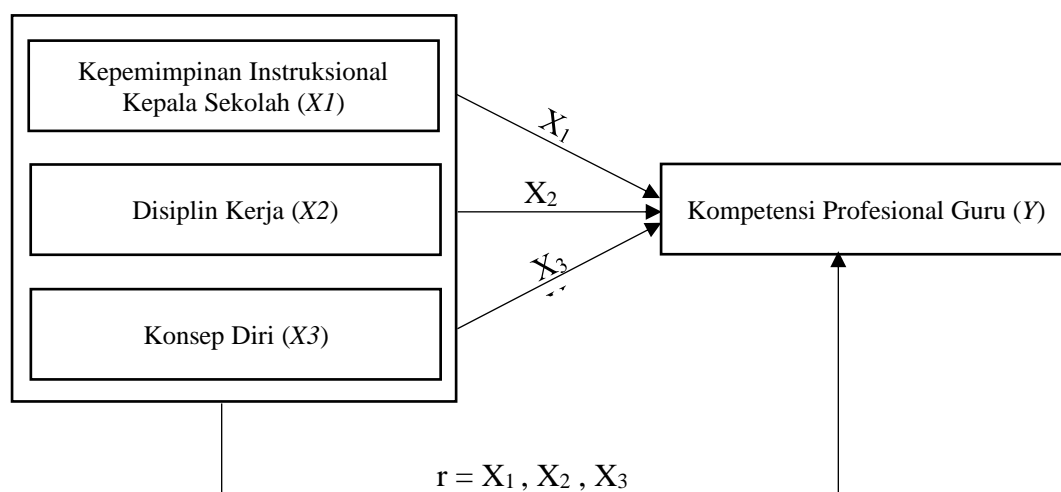 Kepemimpinan Instruksional
Kepala Sekolah (X1)
X₁
Disiplin Kerja (X2)
X₂
Kompetensi Profesional Guru (Y)
X₃
Konsep Diri (X3)
r = X₁ , X₂ , X₃